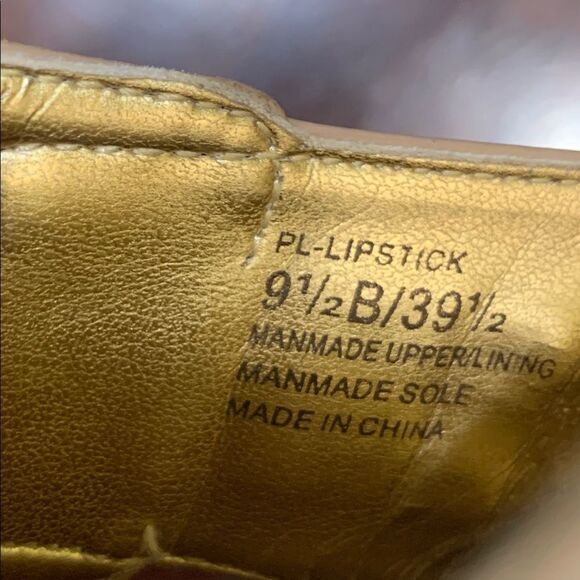 PL-LIPSTICK
9½B/39½
MANMADE UPPER/LINING
MANMADE SOLE
MADE IN CHINA